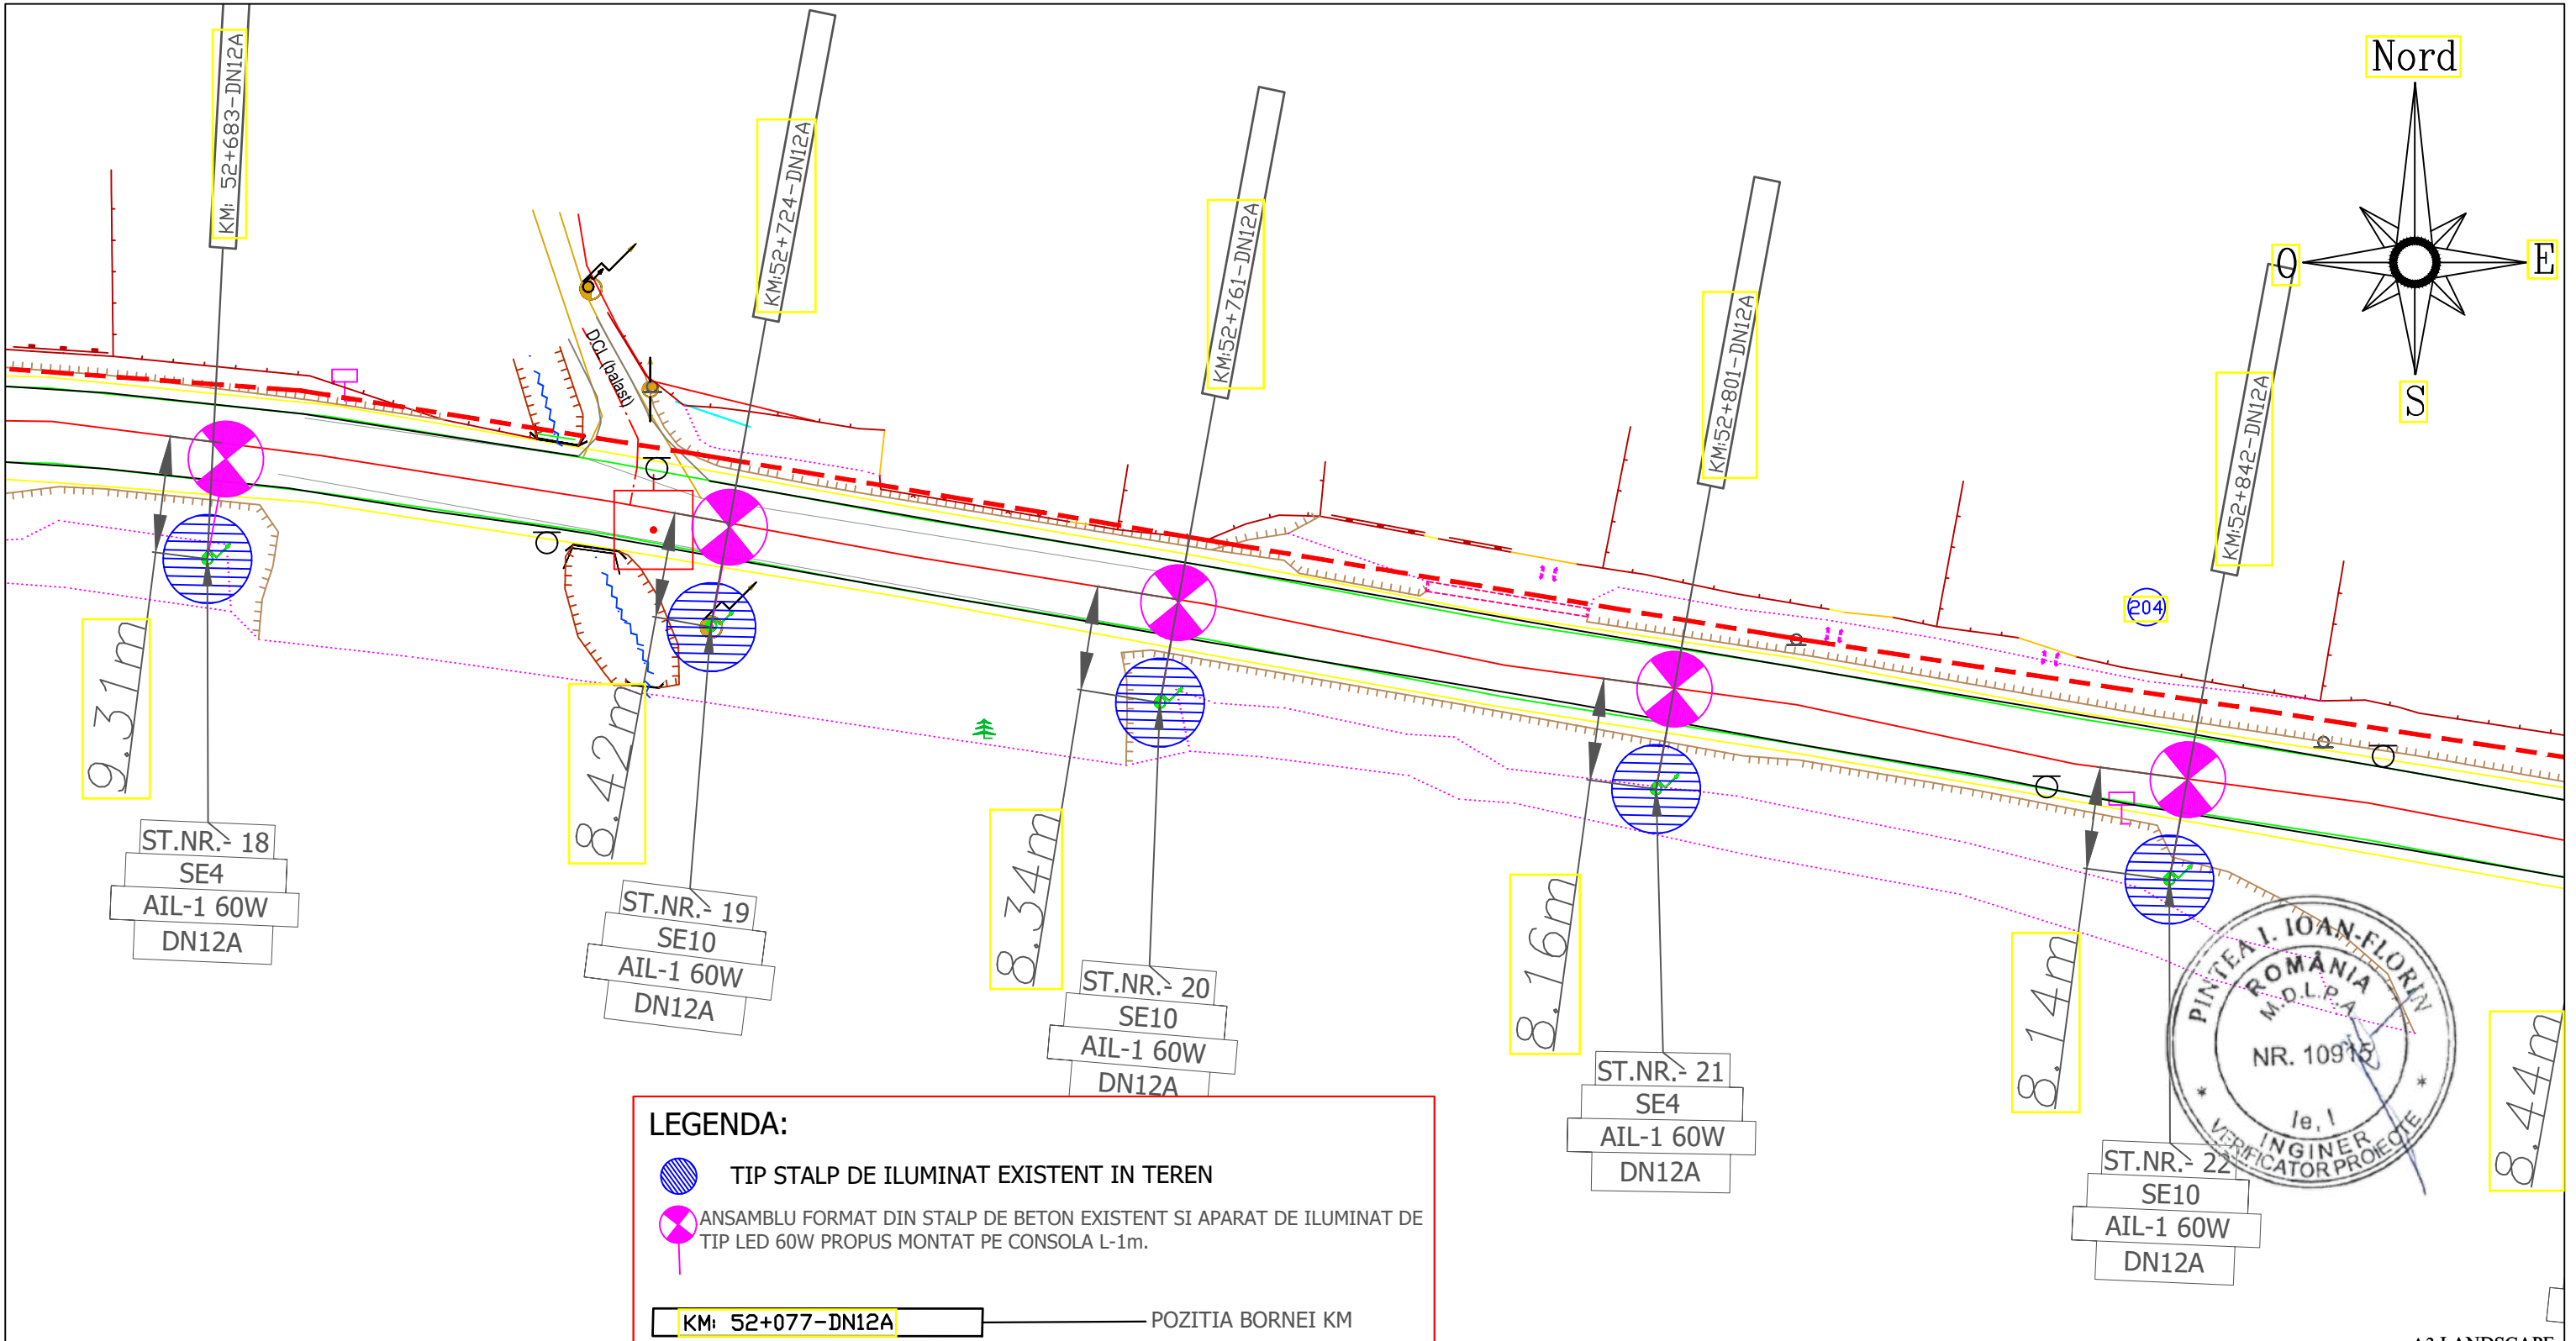 Nord
O
E
S
KM: 52+683-DN12A
KM:52+724-DN12A
KM:52+761-DN12A
KM:52+801-DN12A
KM:52+842-DN12A
DCL (balast)
204
9.31m
8.42m
8.34m
8.16m
8.14m
8.44m
ST.NR.- 18
SE4
AIL-1 60W
DN12A
ST.NR.- 19
SE10
AIL-1 60W
DN12A
ST.NR.- 20
SE10
AIL-1 60W
DN12A
ST.NR.- 21
SE4
AIL-1 60W
DN12A
ST.NR.- 22
SE10
AIL-1 60W
DN12A
PINTEA I. IOAN-FLORIN
ROMÂNIA
M.D.L.P.A.
NR. 10915
Ie, I
INGINER
VERIFICATOR PROIECTE
LEGENDA:
TIP STALP DE ILUMINAT EXISTENT IN TEREN
ANSAMBLU FORMAT DIN STALP DE BETON EXISTENT SI APARAT DE ILUMINAT DE
TIP LED 60W PROPUS MONTAT PE CONSOLA L-1m.
KM: 52+077-DN12A
POZITIA BORNEI KM
A3 LANDSCAPE